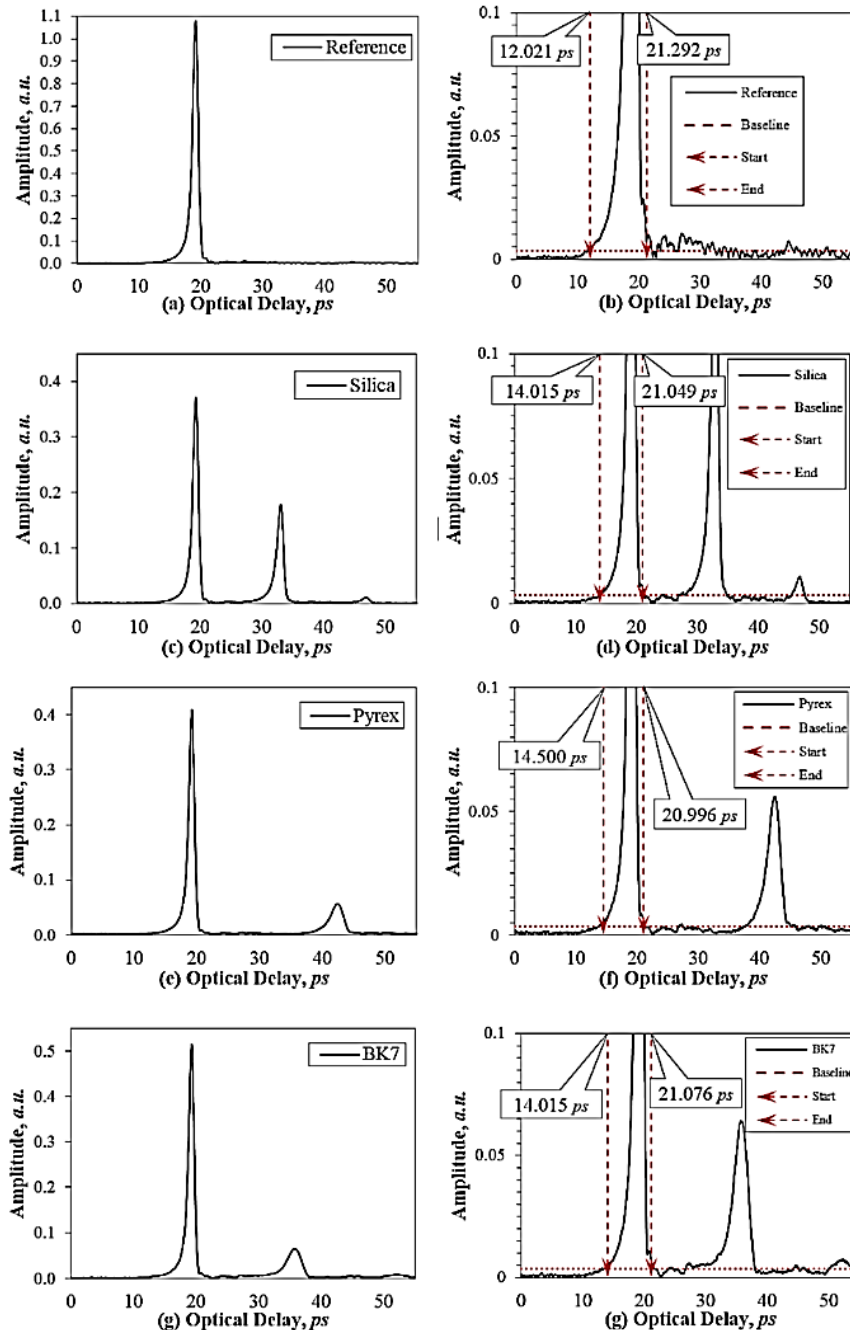 1.1
1.0
0.9
0.8
0.7
0.6
0.5
0.4
0.3
0.2
0.1
0.0
Amplitude, a.u.
Reference
0 10 20 30 40 50
(a) Optical Delay, ps
0.1
0.05
0
Amplitude, a.u.
12.021 ps
21.292 ps
Reference
Baseline
Start
End
0 10 20 30 40 50
(b) Optical Delay, ps
0.4
0.3
0.2
0.1
0.0
Amplitude, a.u.
Silica
0 10 20 30 40 50
(c) Optical Delay, ps
0.1
0.05
0
Amplitude, a.u.
14.015 ps
21.049 ps
Silica
Baseline
Start
End
0 10 20 30 40 50
(d) Optical Delay, ps
0.4
0.3
0.2
0.1
0.0
Amplitude, a.u.
Pyrex
0 10 20 30 40 50
(e) Optical Delay, ps
0.1
0.05
0
Amplitude, a.u.
14.500 ps
20.996 ps
Pyrex
Baseline
Start
End
0 10 20 30 40 50
(f) Optical Delay, ps
0.5
0.4
0.3
0.2
0.1
0.0
Amplitude, a.u.
BK7
0 10 20 30 40 50
(g) Optical Delay, ps
0.1
0.05
0
Amplitude, a.u.
14.015 ps
21.076 ps
BK7
Baseline
Start
End
0 10 20 30 40 50
(g) Optical Delay, ps